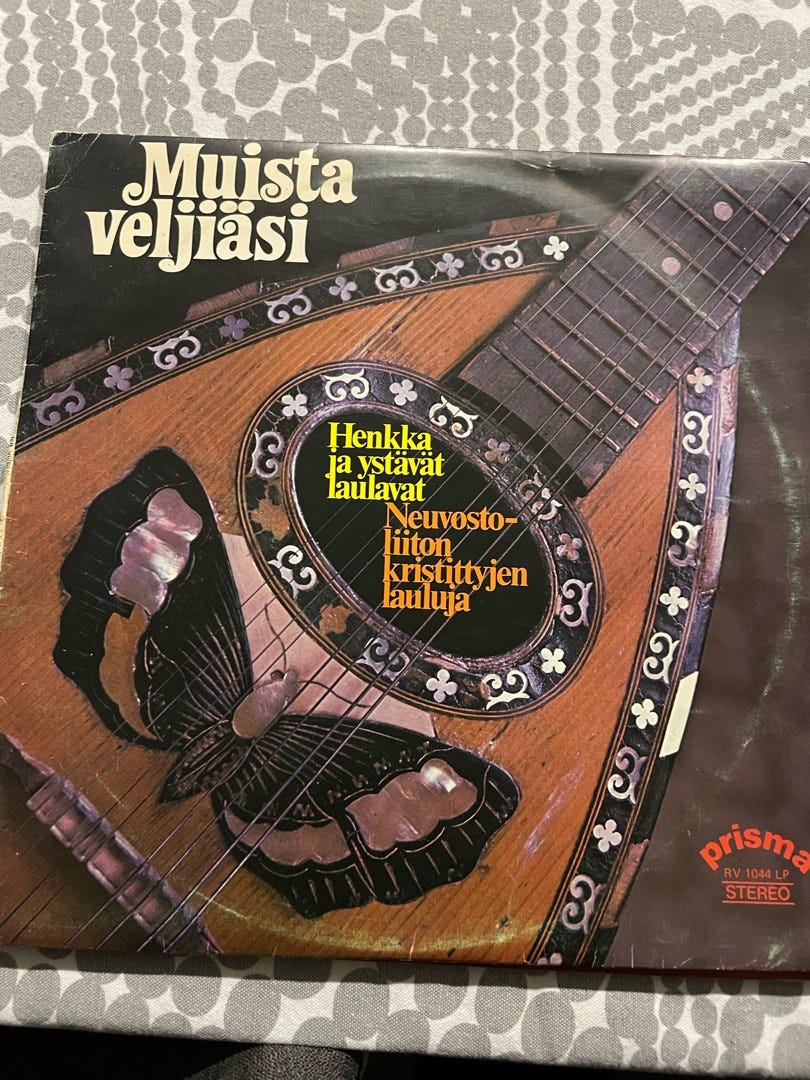 Muista
veljiäsi
Henkka
ja ystävät
laulavat
Neuvosto-
liiton
kristittyjen
lauluja
prisma
RV 1044 LP
STEREO